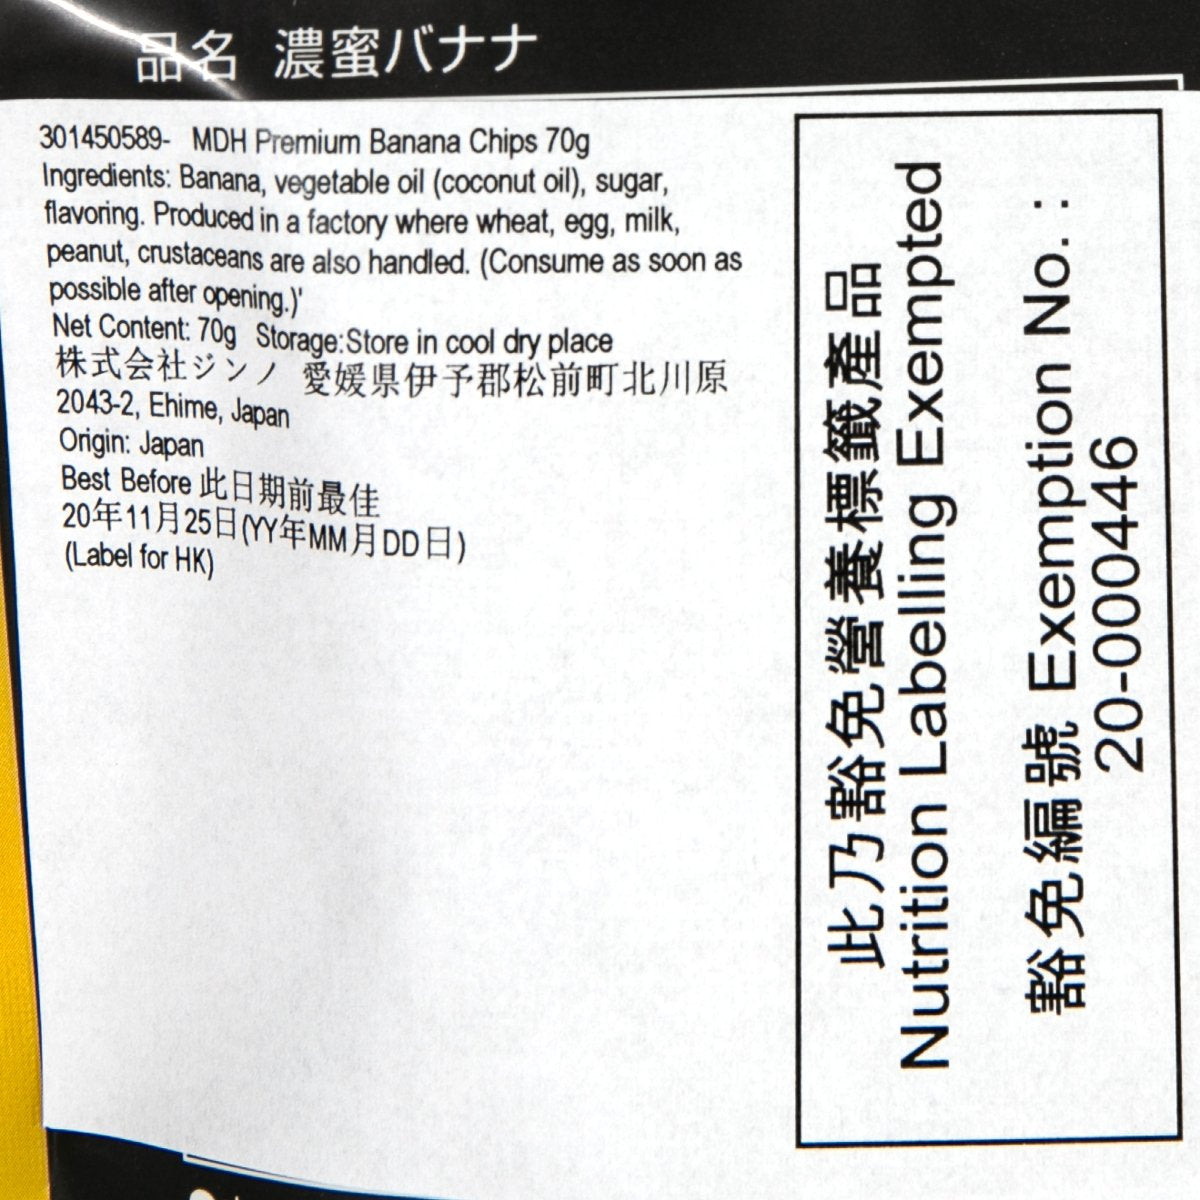 品名 濃蜜バナナ
301450589- MDH Premium Banana Chips 70g
Ingredients: Banana, vegetable oil (coconut oil), sugar,
flavoring. Produced in a factory where wheat, egg, milk,
peanut, crustaceans are also handled. (Consume as soon as
possible after opening.)'
Net Content: 70g Storage:Store in cool dry place
株式会社ジンノ 愛媛県伊予郡松前町北川原
2043-2, Ehime, Japan
Origin: Japan
Best Before 此日期前最佳
20年11月25日(YY年MM月DD日)
(Label for HK)
此乃豁免營養標籤產品
Nutrition Labelling Exempted
豁免編號 Exemption No. :
20-000446